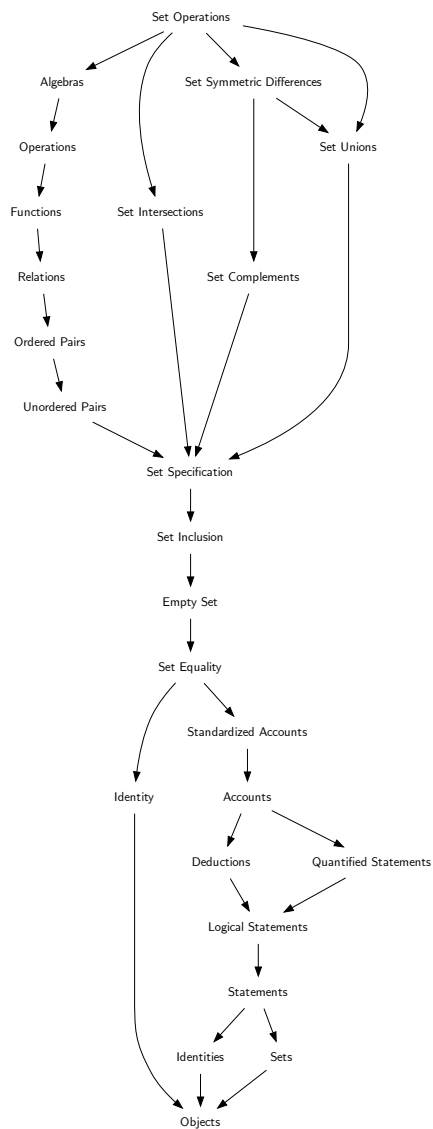 Set Operations
Algebras
Set Symmetric Differences
Operations
Set Unions
Functions
Set Intersections
Relations
Set Complements
Ordered Pairs
Unordered Pairs
Set Specification
Set Inclusion
Empty Set
Set Equality
Standardized Accounts
Identity
Accounts
Deductions
Quantified Statements
Logical Statements
Statements
Identities
Sets
Objects